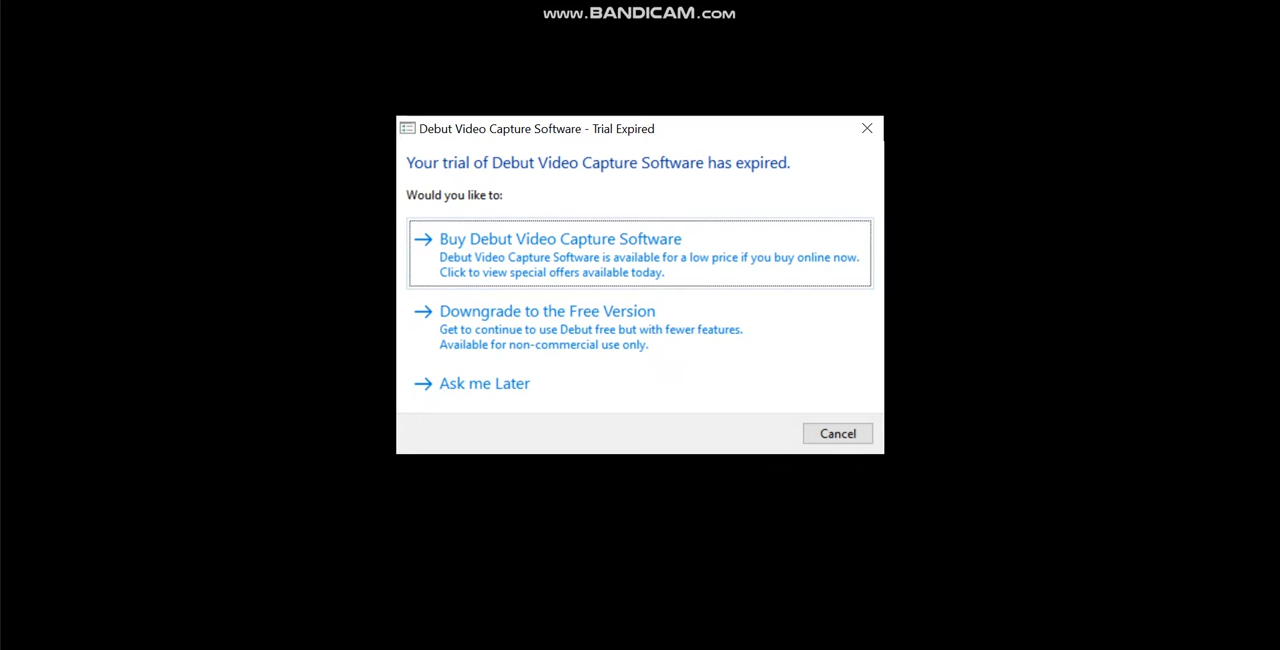 www.BANDICAM.com
Debut Video Capture Software - Trial Expired
Your trial of Debut Video Capture Software has expired.
Would you like to:
Buy Debut Video Capture Software
Debut Video Capture Software is available for a low price if you buy online now.
Click to view special offers available today.
Downgrade to the Free Version
Get to continue to use Debut free but with fewer features.
Available for non-commercial use only.
Ask me Later
Cancel